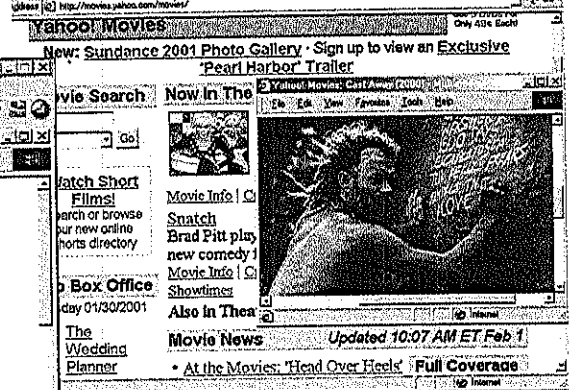 address http://movies.yahoo.com/movies/
Yahoo! Movies
Only 49¢ Each!
New: Sundance 2001 Photo Gallery · Sign up to view an Exclusive
"Pearl Harbor" Trailer
ovie Search
Now In The
Yahoo! Movies: Cast Away (2000)
File Edit View Favorites Tools Help
Go!
Watch Short
Films!
earch or browse
our new online
shorts directory
Movie Info | C
Snatch
Brad Pitt play
new comedy f
Movie Info | C
Showtimes
Also in Thea
p Box Office
sday 01/30/2001
The
Wedding
Planner
Internet
Movie News
Updated 10:07 AM ET Feb 1
• At the Movies: 'Head Over Heels'
Full Coverage
Internet